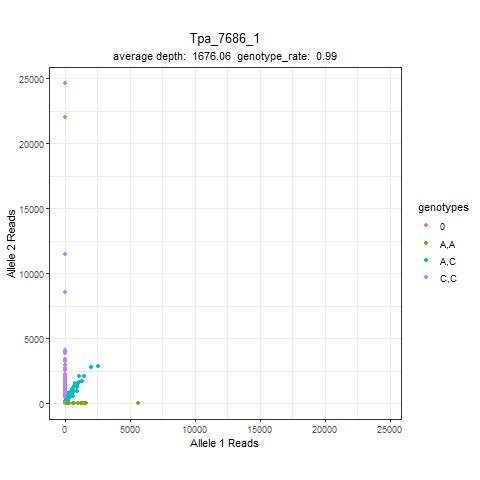 Tpa_7686_1
average depth: 1676.06 genotype_rate: 0.99
25000
20000
15000
10000
5000
0
Allele 2 Reads
0 5000 10000 15000 20000 25000
Allele 1 Reads
genotypes
0
A,A
A,C
C,C